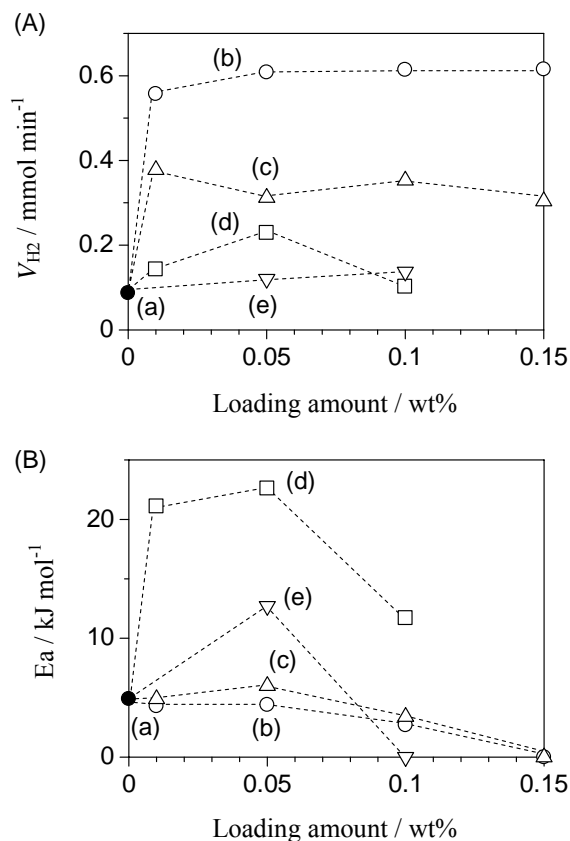 (A)
0.6
0.4
0.2
0
V_H2 / mmol min⁻¹
(b)
(c)
(d)
(a)
(e)
0 0.05 0.1 0.15
Loading amount / wt%
(B)
20
10
0
Ea / kJ mol⁻¹
(d)
(e)
(c)
(a)
(b)
0 0.05 0.1 0.15
Loading amount / wt%